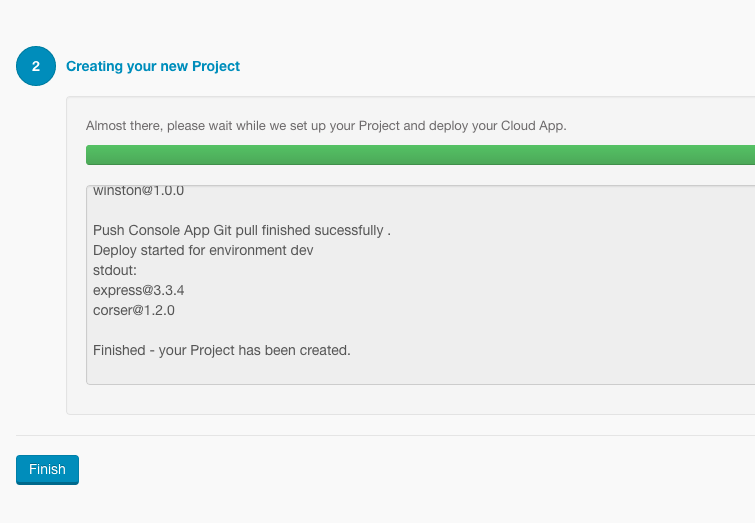 2 Creating your new Project
Almost there, please wait while we set up your Project and deploy your Cloud App.
winston@1.0.0
Push Console App Git pull finished sucessfully .
Deploy started for environment dev
stdout:
express@3.3.4
corser@1.2.0
Finished - your Project has been created.
Finish